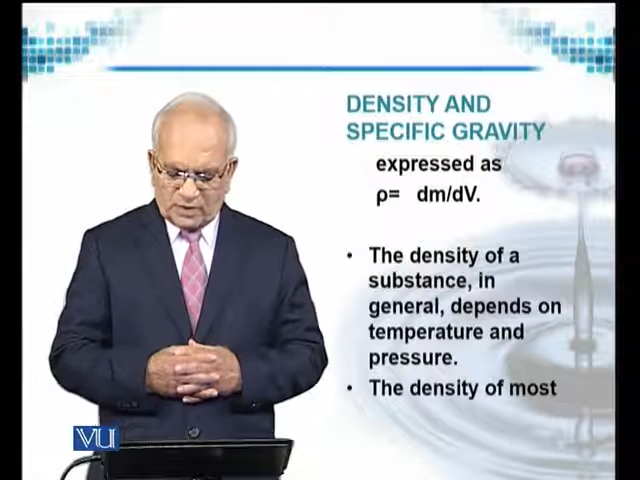 DENSITY AND
SPECIFIC GRAVITY
expressed as
ρ= dm/dV.
• The density of a
substance, in
general, depends on
temperature and
pressure.
• The density of most
VU